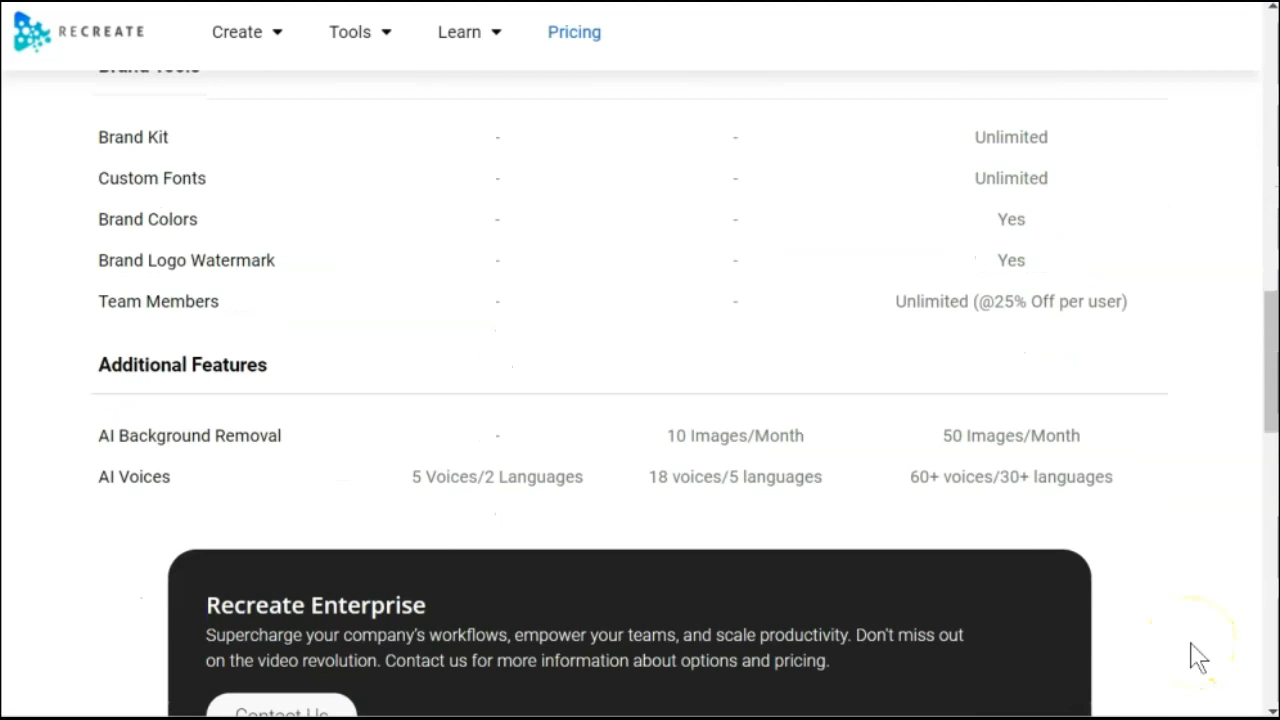 RECREATE Create Tools Learn Pricing
Brand Tools
Brand Kit - - Unlimited
Custom Fonts - - Unlimited
Brand Colors - - Yes
Brand Logo Watermark - - Yes
Team Members - - Unlimited (@25% Off per user)
Additional Features
AI Background Removal - 10 Images/Month 50 Images/Month
AI Voices 5 Voices/2 Languages 18 voices/5 languages 60+ voices/30+ languages
Recreate Enterprise
Supercharge your company's workflows, empower your teams, and scale productivity. Don't miss out
on the video revolution. Contact us for more information about options and pricing.
Contact Us